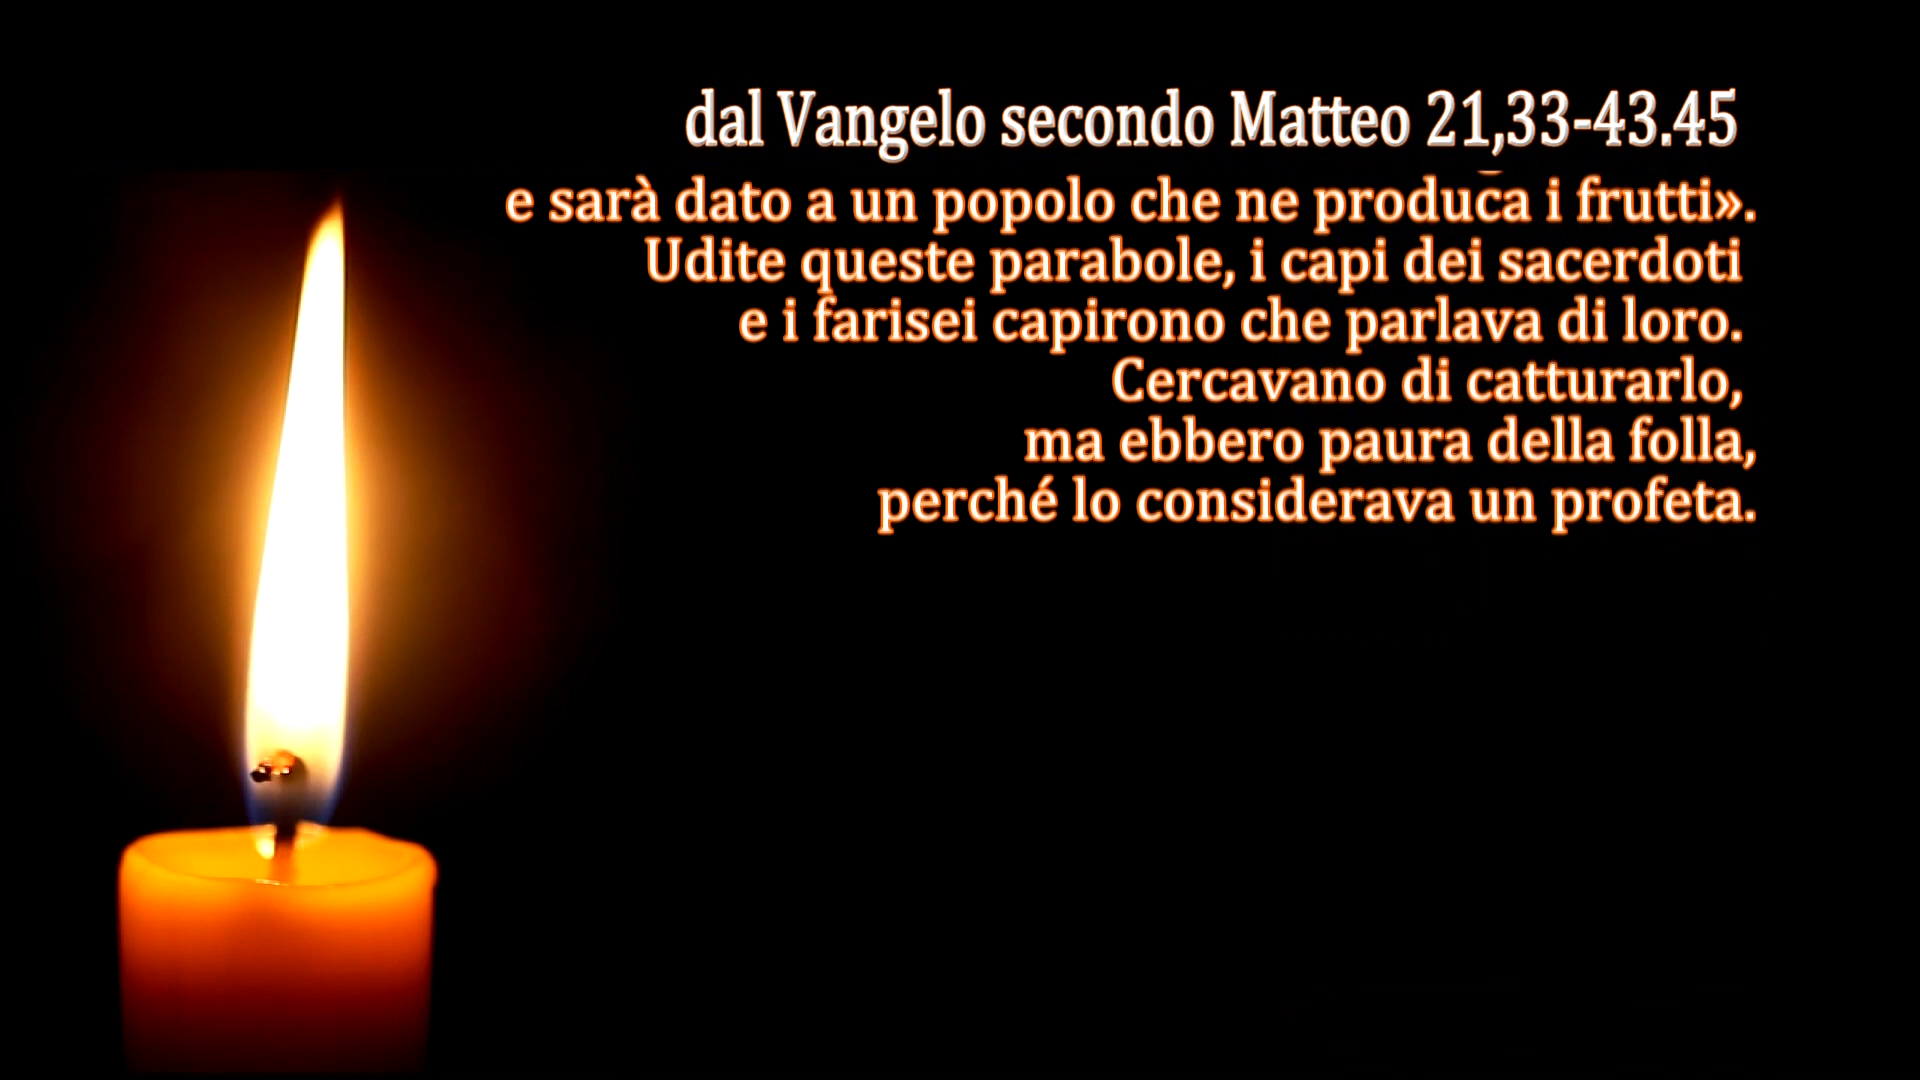 dal Vangelo secondo Matteo 21,33-43.45
e sarà dato a un popolo che ne produca i frutti».
Udite queste parabole, i capi dei sacerdoti
e i farisei capirono che parlava di loro.
Cercavano di catturarlo,
ma ebbero paura della folla,
perché lo considerava un profeta.